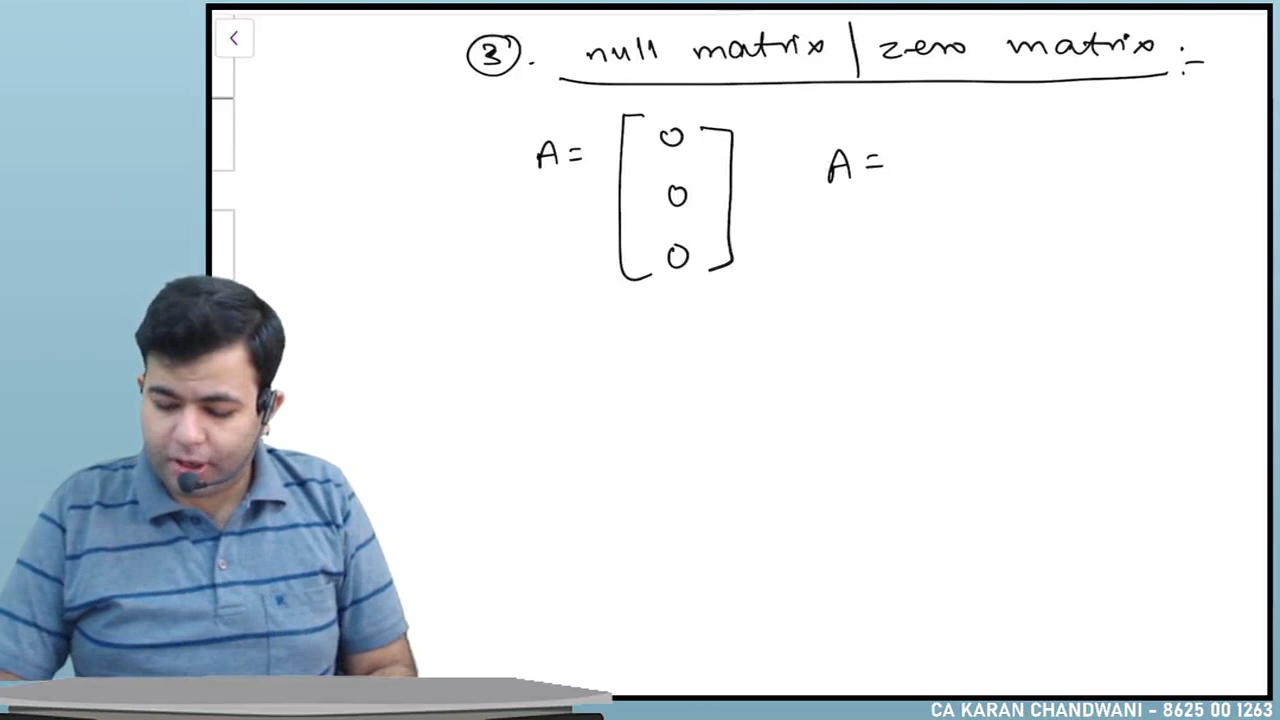 ③. null matrix | zero matrix :-
A = [0 A =
0
0]
CA KARAN CHANDWANI - 8625 00 1263